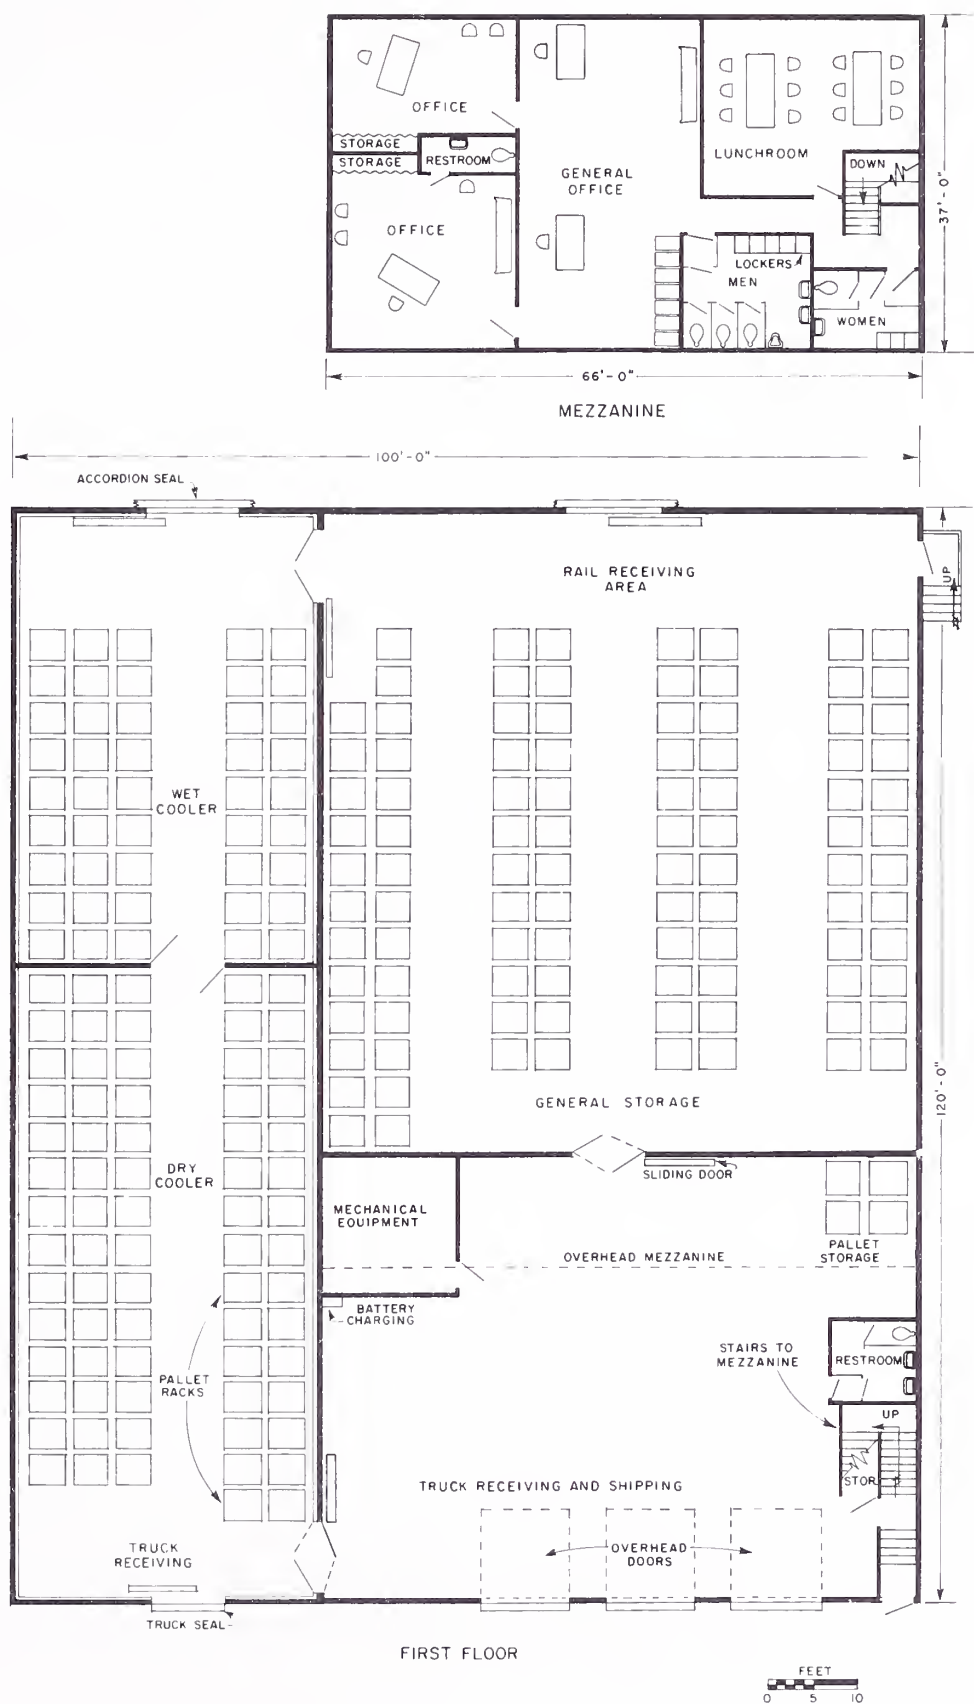 OFFICE
STORAGE
STORAGE
RESTROOM
OFFICE
GENERAL
OFFICE
LUNCHROOM
DOWN
LOCKERS
MEN
WOMEN
37'-0"
66'-0"
MEZZANINE
100'-0"
ACCORDION SEAL
RAIL RECEIVING
AREA
UP
WET
COOLER
GENERAL STORAGE
120'-0"
DRY
COOLER
MECHANICAL
EQUIPMENT
SLIDING DOOR
PALLET
STORAGE
OVERHEAD MEZZANINE
BATTERY
CHARGING
STAIRS TO
MEZZANINE
RESTROOM
PALLET
RACKS
UP
STOR
TRUCK RECEIVING AND SHIPPING
TRUCK
RECEIVING
OVERHEAD
DOORS
TRUCK SEAL
FIRST FLOOR
FEET
0 5 10